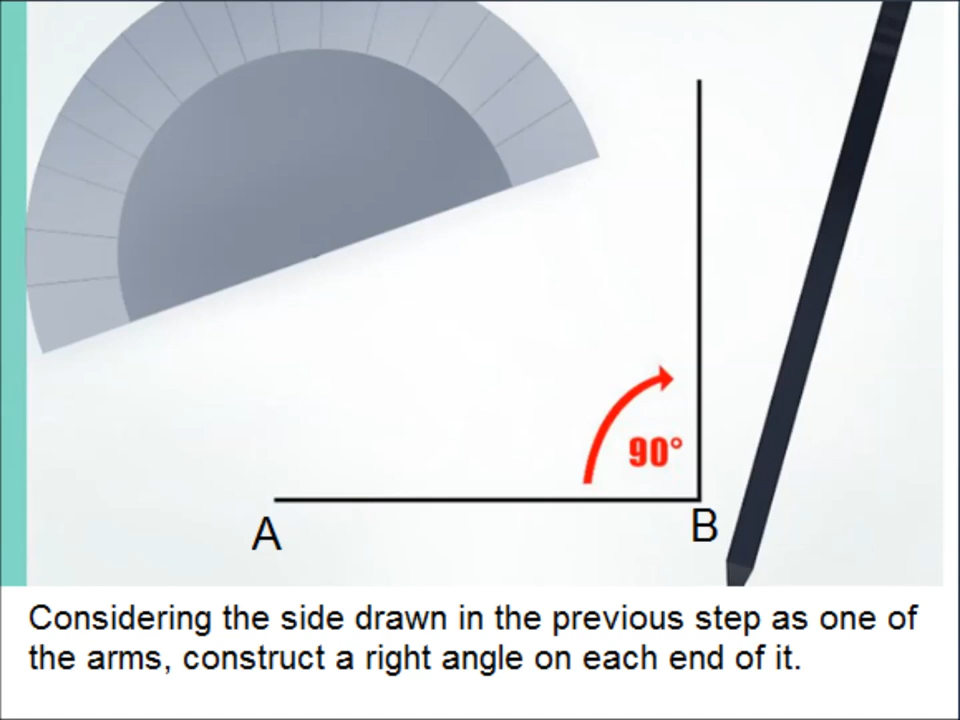 90°
A
B
Considering the side drawn in the previous step as one of
the arms, construct a right angle on each end of it.